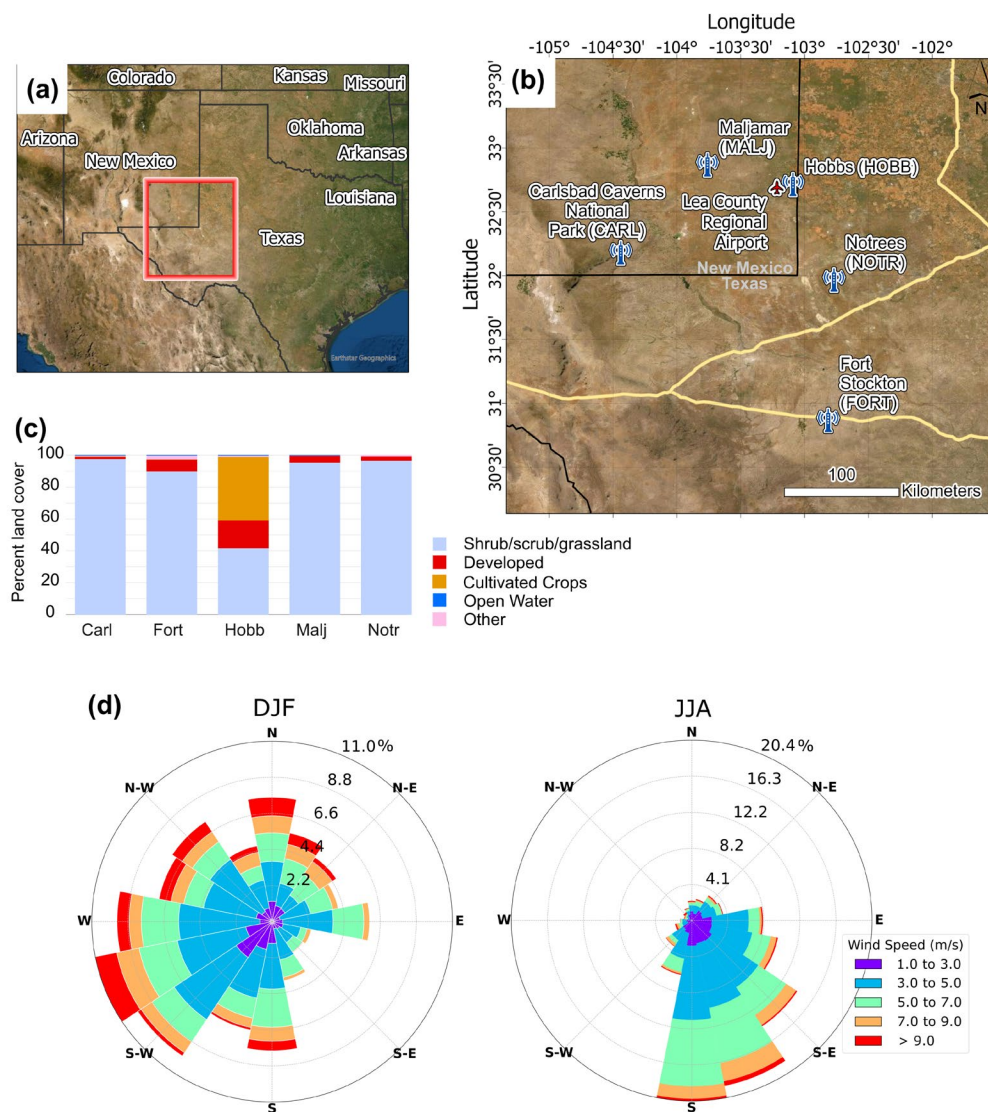 (a)
Colorado
Kansas
Missouri
Arizona
Oklahoma
New Mexico
Arkansas
Louisiana
Texas
Earthstar Geographics
(b)
Longitude
-105° -104°30' -104° -103°30' -103° -102°30' -102°
Latitude
33°30'
33°
32°30'
32°
31°30'
31°
30°30'
N
Maljamar
(MALJ)
Hobbs (HOBB)
Carlsbad Caverns
National
Park (CARL)
Lea County
Regional
Airport
Notrees
(NOTR)
New Mexico
Texas
Fort
Stockton
(FORT)
100
Kilometers
(c)
Percent land cover
100
80
60
40
20
0
Carl Fort Hobb Malj Notr
Shrub/scrub/grassland
Developed
Cultivated Crops
Open Water
Other
(d)
DJF
N
11.0%
N-W
8.8
N-E
6.6
4.4
2.2
W
E
S-W
S-E
S
JJA
N
20.4%
N-W
16.3
N-E
12.2
8.2
4.1
W
E
S-W
S-E
S
Wind Speed (m/s)
1.0 to 3.0
3.0 to 5.0
5.0 to 7.0
7.0 to 9.0
> 9.0